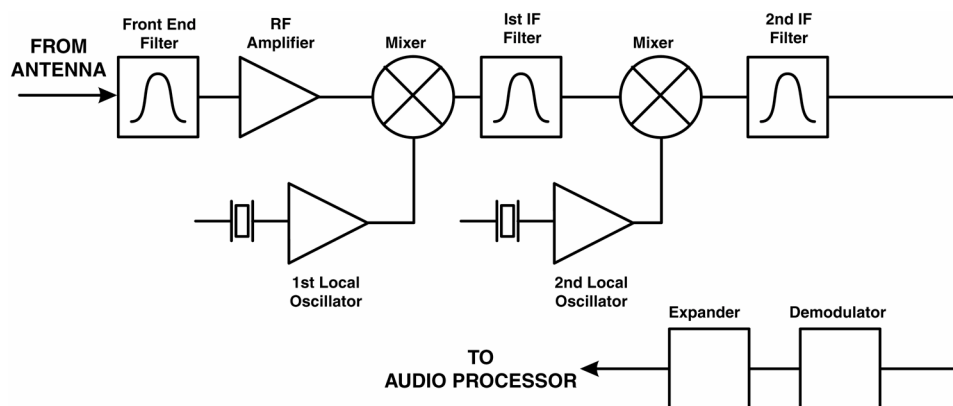 Front End
Filter
RF
Amplifier
Mixer
Ist IF
Filter
Mixer
2nd IF
Filter
FROM
ANTENNA
1st Local
Oscillator
2nd Local
Oscillator
Expander
Demodulator
TO
AUDIO PROCESSOR